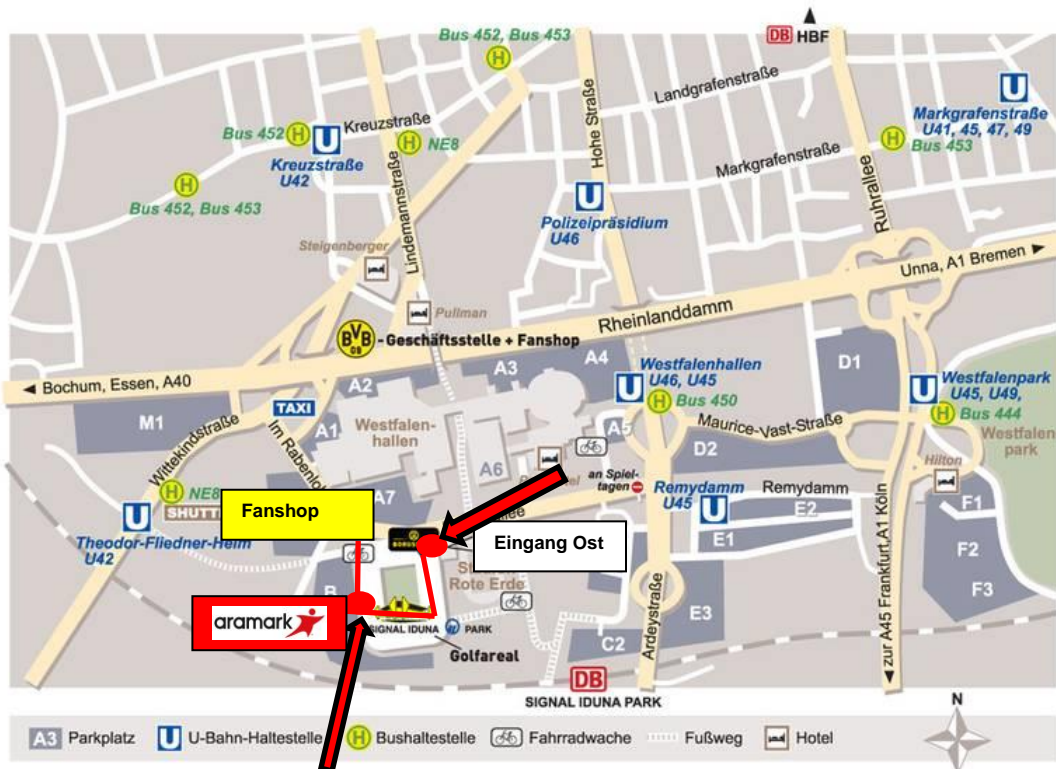 DB HBF
Bus 452, Bus 453
Landgrafenstraße
Hohe Straße
Markgrafenstraße
U41, 45, 47, 49
U
Bus 452 H
U
Kreuzstraße
H NE8
H Bus 453
Markgrafenstraße
Kreuzstraße
U42
Lindemannstraße
Ruhrallee
H
Bus 452, Bus 453
U
Polizeipräsidium
U46
Steigenberger
Unna, A1 Bremen
Pullman
Rheinlanddamm
BVB 09 - Geschäftsstelle + Fanshop
Bochum, Essen, A40
A2
A3
A4
D1
Westfalenhallen
U46, U45
U
H Bus 450
Westfalenpark
U45, U49,
U
H Bus 444
M1
TAXI
A1
Westfalen-
hallen
A5
Maurice-Vast-Straße
Westfalen
park
Wittekindstraße
Im Rabenloh
A6
D2
Hilton
an Spiel-
tagen
A7
Remydamm
U45
U
Remydamm
H NE8
E2
F1
Fanshop
U
Theodor-Fliedner-Heim
U42
Eingang Ost
E1
F2
Rote Erde
F3
B
aramark
SIGNAL IDUNA PARK
Golfareal
C2
E3
Ardeystraße
zur A45 Frankfurt, A1 Köln
DB
SIGNAL IDUNA PARK
N
A3 Parkplatz
U U-Bahn-Haltestelle
H Bushaltestelle
Fahrradwache
Fußweg
Hotel